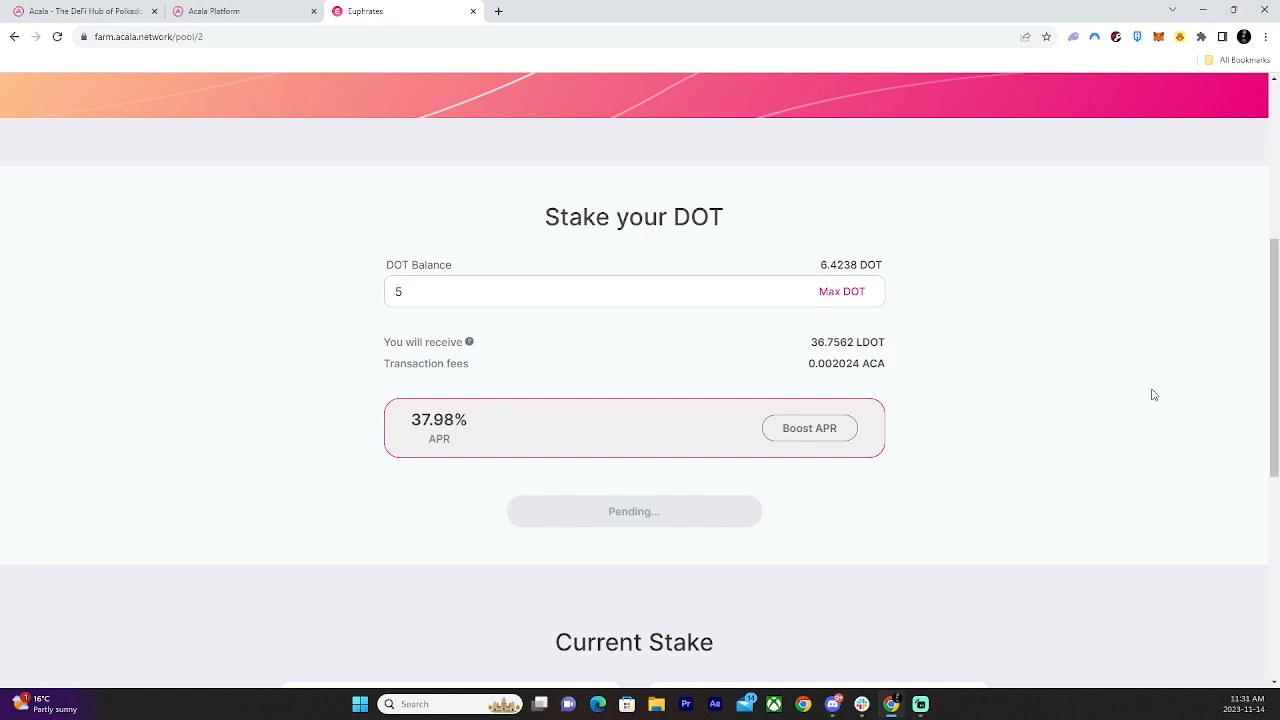 Acala - The DeFi Hub of Polkado
Acala Platform
Euphrates
farm.acala.network/pool/2
All Bookmarks
Stake your DOT
DOT Balance 6.4238 DOT
5 Max DOT
You will receive 36.7562 LDOT
Transaction fees 0.002024 ACA
37.98%
APR
Boost APR
Pending...
Current Stake
16°C
Partly sunny
Search
11:31 AM
2023-11-14